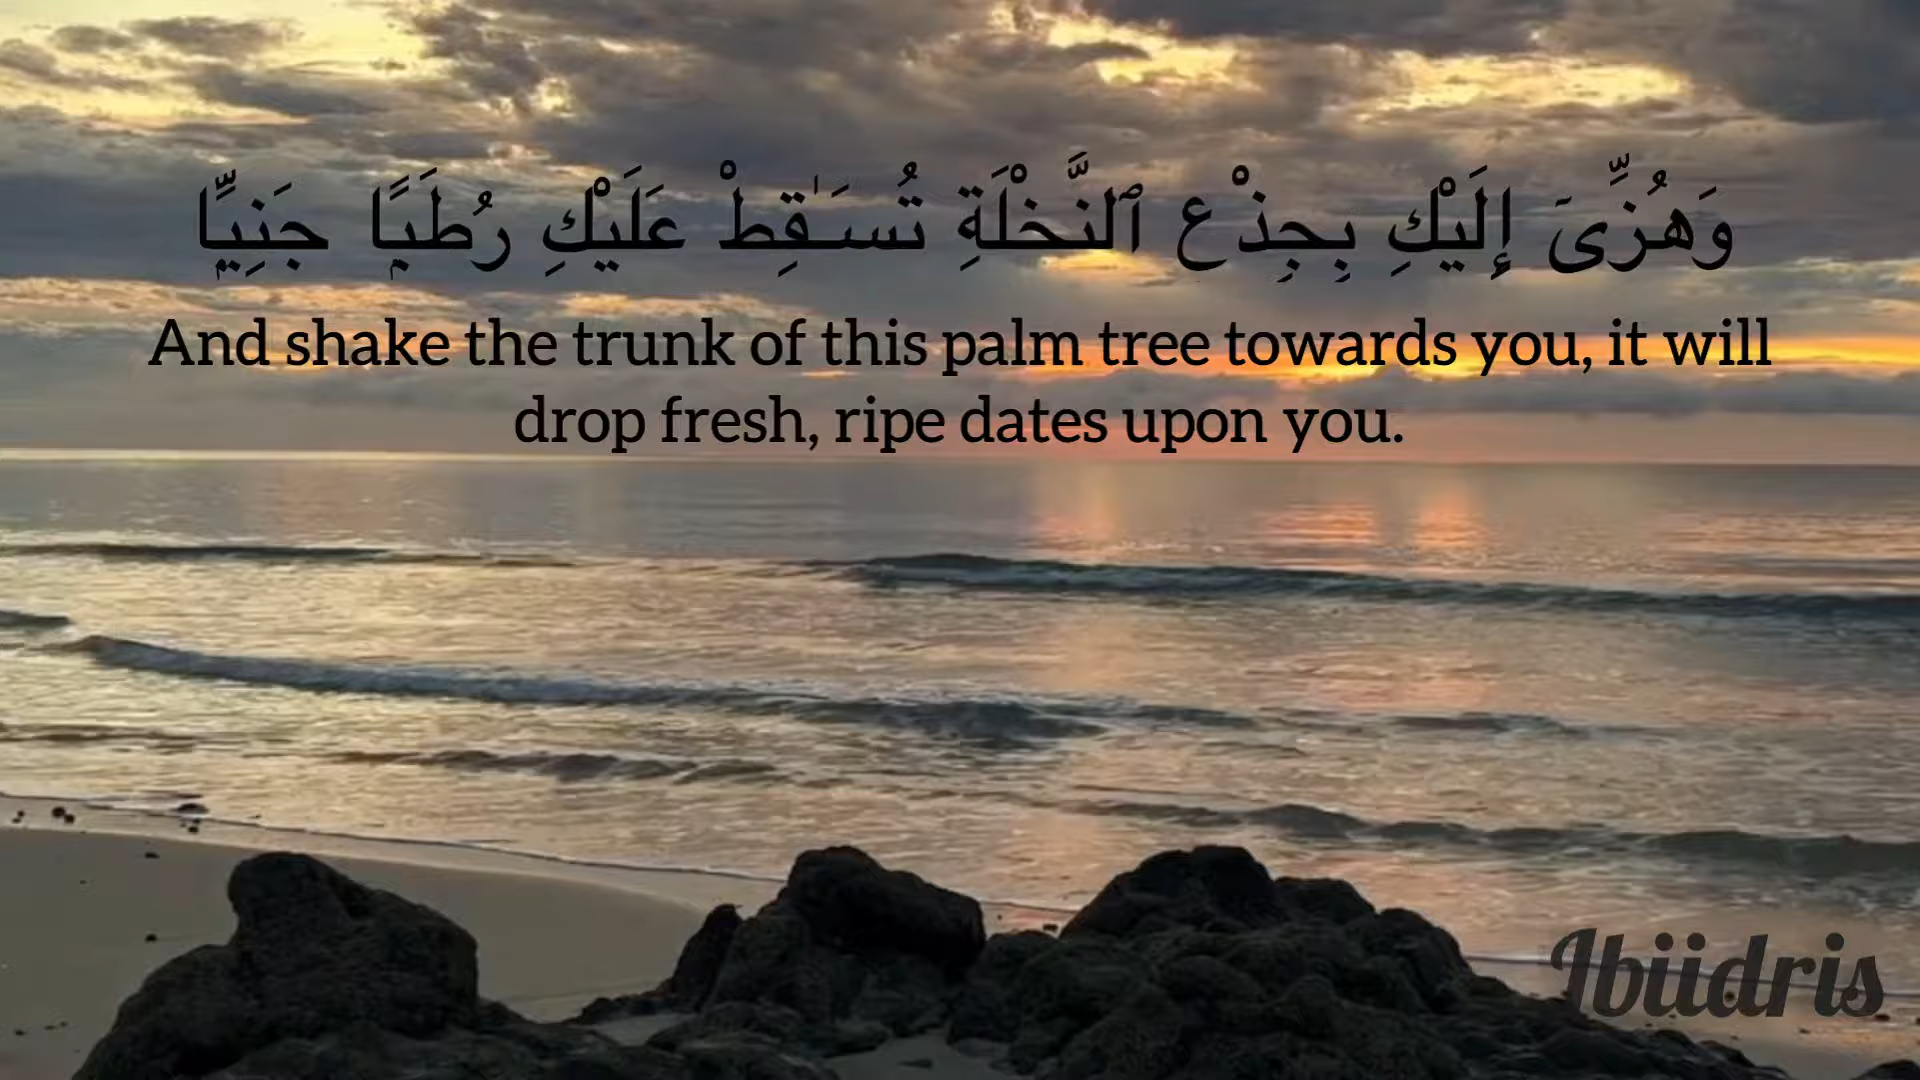 وَهُزِّىٓ إِلَيْكِ بِجِذْعِ ٱلنَّخْلَةِ تُسَـٰقِطْ عَلَيْكِ رُطَبًۭا جَنِيًّۭا
And shake the trunk of this palm tree towards you, it will
drop fresh, ripe dates upon you.
Ibiidris